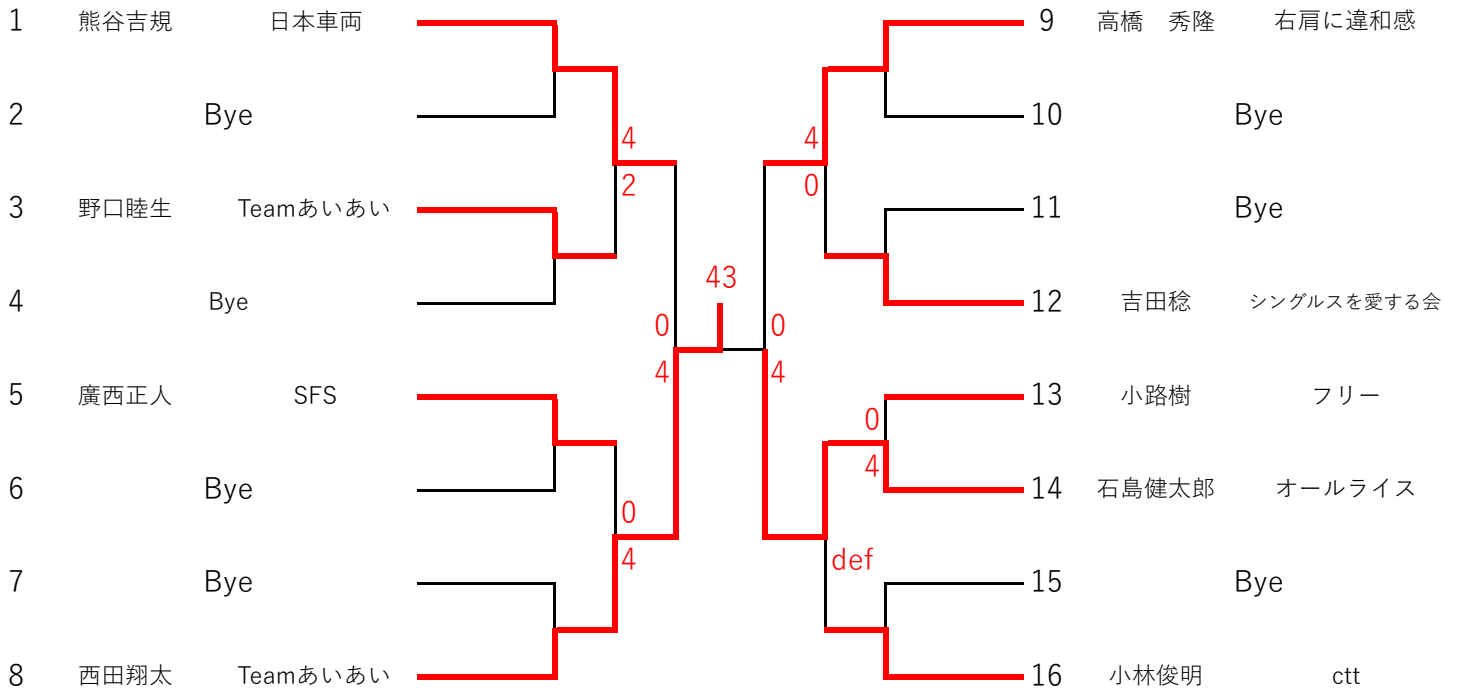 1 熊谷吉規 日本車両
2 Bye
3 野口睦生 Teamあいあい
4 Bye
5 廣西正人 SFS
6 Bye
7 Bye
8 西田翔太 Teamあいあい
4
2
0
4
0
4
43
4
0
0
4
0
4
def
9 高橋　秀隆 右肩に違和感
10 Bye
11 Bye
12 吉田稔 シングルスを愛する会
13 小路樹 フリー
14 石島健太郎 オールライス
15 Bye
16 小林俊明 ctt